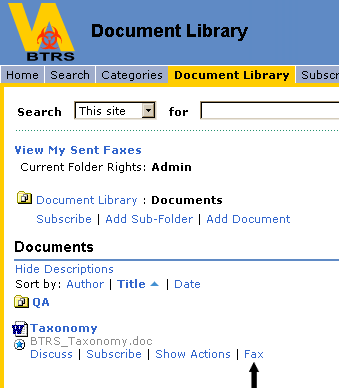 BTRS
Document Library
Home | Search | Categories | Document Library | Subscr
Search This site for
View My Sent Faxes
Current Folder Rights: Admin
Document Library : Documents
Subscribe | Add Sub-Folder | Add Document
Documents
Hide Descriptions
Sort by: Author | Title | Date
QA
Taxonomy
BTRS_Taxonomy.doc
Discuss | Subscribe | Show Actions | Fax